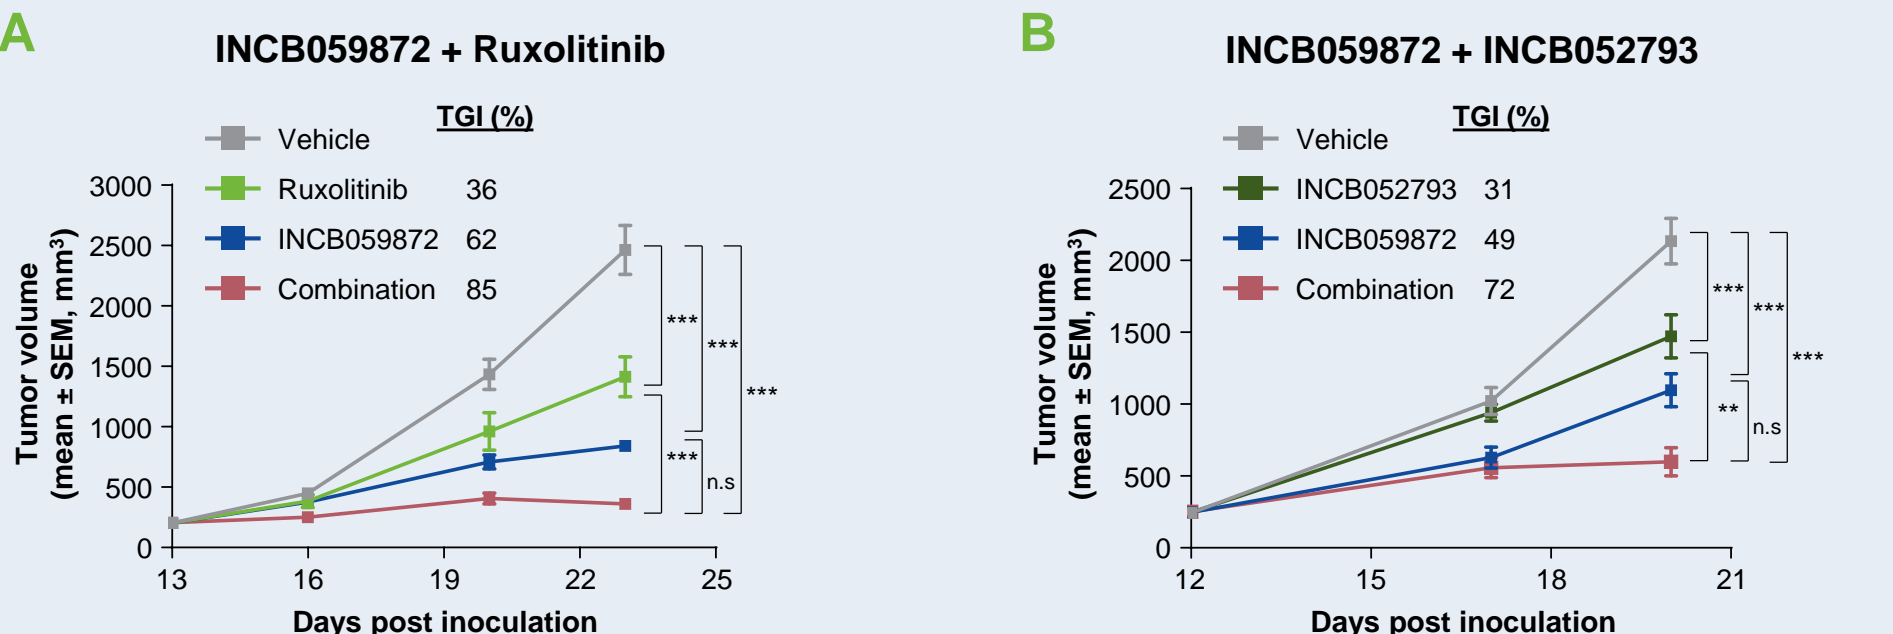 A
INCB059872 + Ruxolitinib
TGI (%)
Vehicle
Ruxolitinib 36
INCB059872 62
Combination 85
Tumor volume
(mean ± SEM, mm³)
3000
2500
2000
1500
1000
500
0
13 16 19 22 25
Days post inoculation
***
***
***
***
n.s
B
INCB059872 + INCB052793
TGI (%)
Vehicle
INCB052793 31
INCB059872 49
Combination 72
Tumor volume
(mean ± SEM, mm³)
2500
2000
1500
1000
500
0
12 15 18 21
Days post inoculation
***
***
***
**
n.s